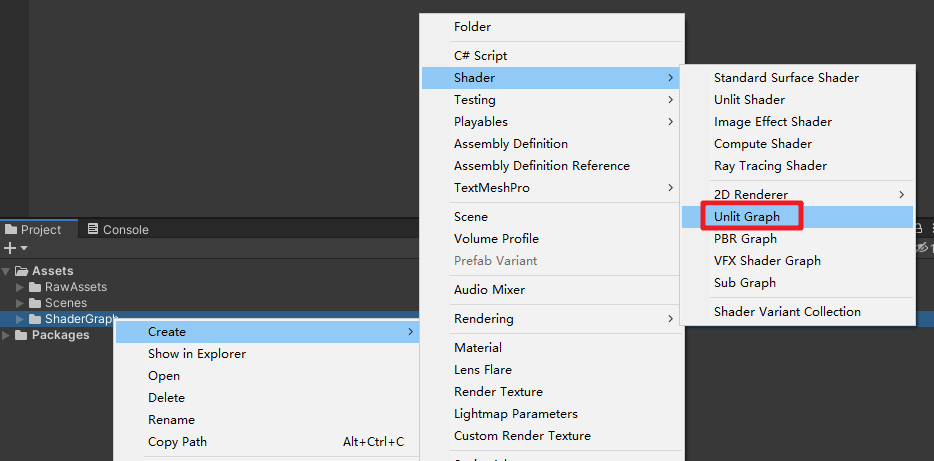 Project
Console
Assets
RawAssets
Scenes
ShaderGraph
Packages
Create
Show in Explorer
Open
Delete
Rename
Copy Path Alt+Ctrl+C
Folder
C# Script
Shader
Testing
Playables
Assembly Definition
Assembly Definition Reference
TextMeshPro
Scene
Volume Profile
Prefab Variant
Audio Mixer
Rendering
Material
Lens Flare
Render Texture
Lightmap Parameters
Custom Render Texture
Standard Surface Shader
Unlit Shader
Image Effect Shader
Compute Shader
Ray Tracing Shader
2D Renderer
Unlit Graph
PBR Graph
VFX Shader Graph
Sub Graph
Shader Variant Collection